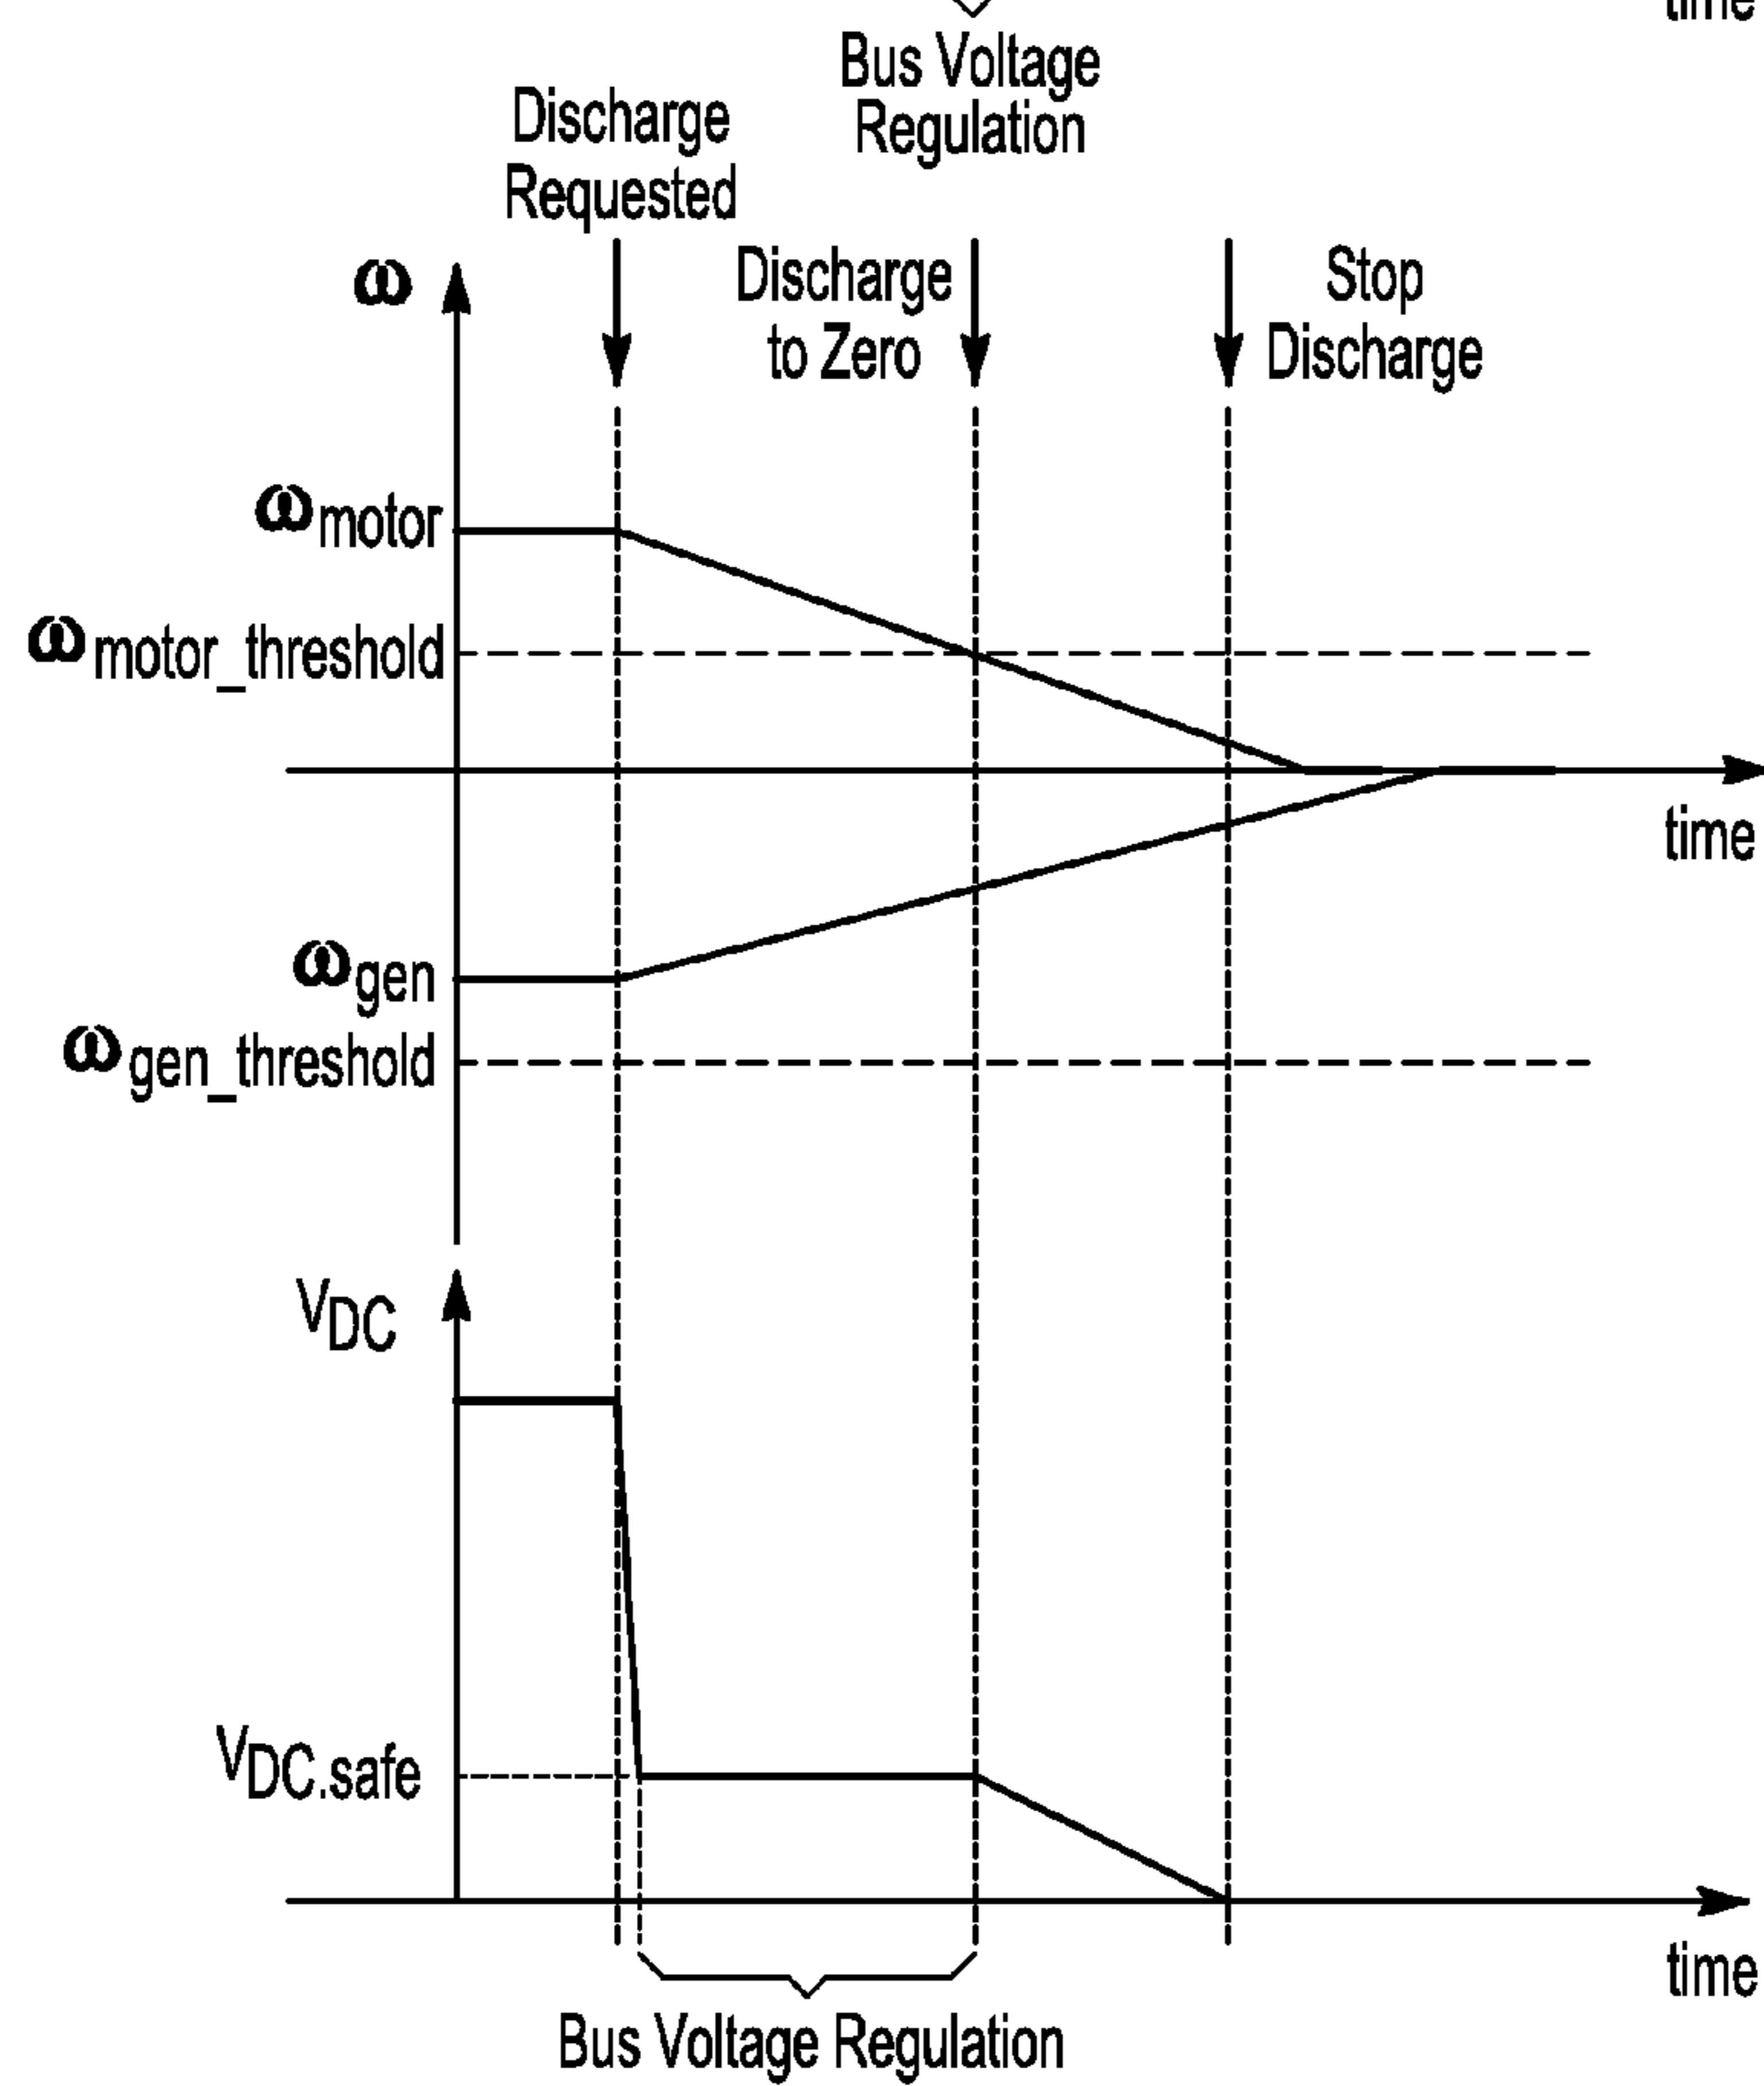 time
Bus Voltage
Regulation
Discharge
Requested
Discharge
to Zero
Stop
Discharge
ω
ωmotor
ωmotor_threshold
time
ωgen
ωgen_threshold
VDC
VDC.safe
time
Bus Voltage Regulation